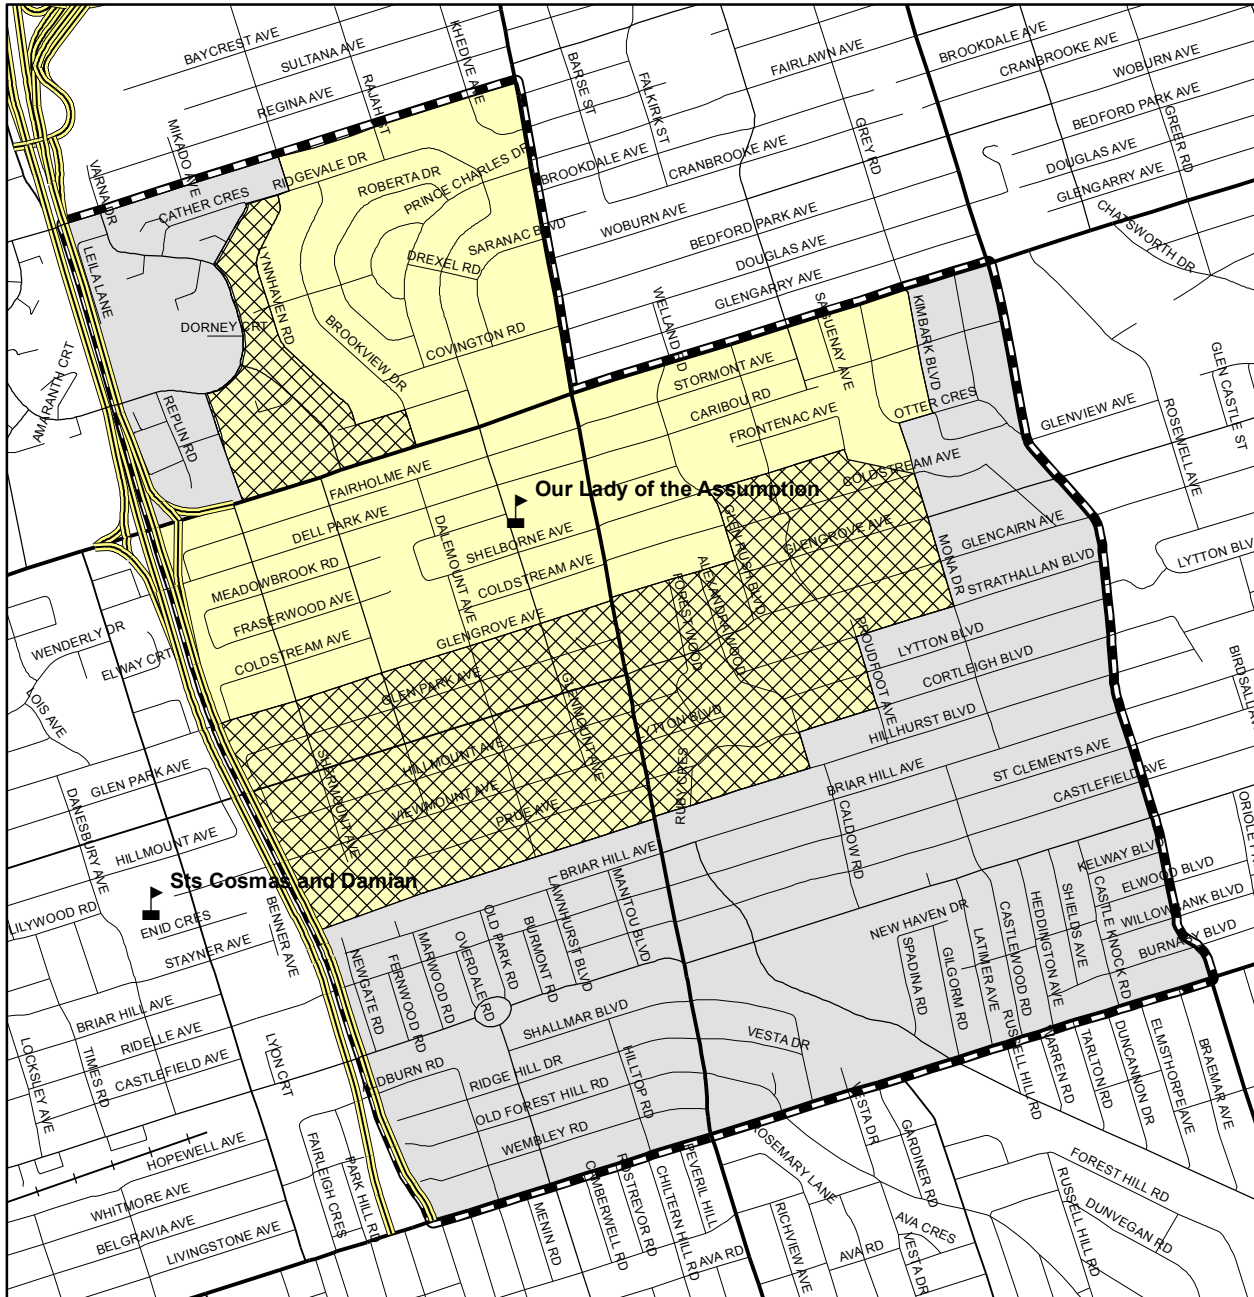 BAYCREST AVE
SULTANA AVE
KHEDIVE AVE
BARSE ST
FALKIRK ST
FAIRLAWN AVE
BROOKDALE AVE
CRANBROOKE AVE
WOBURN AVE
BEDFORD PARK AVE
REGINA AVE
RAJAH ST
MIKADO AVE
GREY RD
GREER RD
DOUGLAS AVE
GLENGARRY AVE
VARNA DR
CATHER CRES
RIDGEVALE DR
ROBERTA DR
PRINCE CHARLES DR
BROOKDALE AVE
CRANBROOKE AVE
WOBURN AVE
BEDFORD PARK AVE
DOUGLAS AVE
GLENGARRY AVE
CHATSWORTH DR
SARANAC BLVD
DREXEL RD
LEILA LANE
LYNNHAVEN RD
DORNEY CRT
BROOKVIEW DR
COVINGTON RD
SAGUENAY AVE
KIMBARK BLVD
AMARANTH CRT
REPLIN RD
STORMONT AVE
CARIBOU RD
FRONTENAC AVE
OTTER CRES
GLENVIEW AVE
GLEN CASTLE ST
ROSEWELL AVE
FAIRHOLME AVE
COLDSTREAM AVE
Our Lady of the Assumption
DELL PARK AVE
DALEMOUNT AVE
SHELBORNE AVE
GLEN RUSH BLVD
GLENGROVE AVE
GLENCAIRN AVE
MEADOWBROOK RD
COLDSTREAM AVE
MONA DR
STRATHALLAN BLVD
LYTTON BLVD
FRASERWOOD AVE
GLENGROVE AVE
FOREST WOOD
ALEXANDRA WOOD
WENDERLY DR
ELWAY CRT
COLDSTREAM AVE
PROUDFOOT AVE
LYTTON BLVD
CORTLEIGH BLVD
LOIS AVE
GLEN PARK AVE
GLENMOUNT AVE
HILLHURST BLVD
HILLMOUNT AVE
SHERMOUNT AVE
VIEWMOUNT AVE
PRUE AVE
RUBY CRES
BRIAR HILL AVE
ST CLEMENTS AVE
CASTLEFIELD AVE
GLEN PARK AVE
DANESBURY AVE
HILLMOUNT AVE
CALDOW RD
BRIAR HILL AVE
KELWAY BLVD
ELWOOD BLVD
WILLOWBANK BLVD
BURNABY BLVD
Sts Cosmas and Damian
LILYWOOD RD
ENID CRES
STAYNER AVE
BENNER AVE
NEWGATE RD
FERNWOOD RD
MARWOOD RD
OVERDALE RD
OLD PARK RD
BURMONT RD
LAWNHURST BLVD
MANITOU BLVD
NEW HAVEN DR
SPADINA RD
GILGORM RD
LATIMER AVE
CASTLEWOOD RD
HEDDINGTON AVE
SHIELDS AVE
CASTLE KNOCK RD
BRIAR HILL AVE
RIDELLE AVE
CASTLEFIELD AVE
LOCKSLEY AVE
TIMES RD
LYON CRT
SHALLMAR BLVD
VESTA DR
RIDGE HILL DR
OLD FOREST HILL RD
HILLTOP RD
WEMBLEY RD
RUSSELL HILL RD
WARREN RD
TARLTON RD
DUNCANNON DR
ELMSTHORPE AVE
BRAEMAR AVE
HOPEWELL AVE
WHITMORE AVE
BELGRAVIA AVE
LIVINGSTONE AVE
FAIRLEIGH CRES
PARK HILL RD
MENIN RD
CAMBERWELL RD
ROSTREVOR RD
CHILTERN HILL RD
PEVERIL HILL
ROSEMARY LANE
VESTA DR
GARDINER RD
AVA RD
RICHVIEW AVE
AVA RD
AVA CRES
VESTA DR
FOREST HILL RD
RUSSELL HILL RD
DUNVEGAN RD